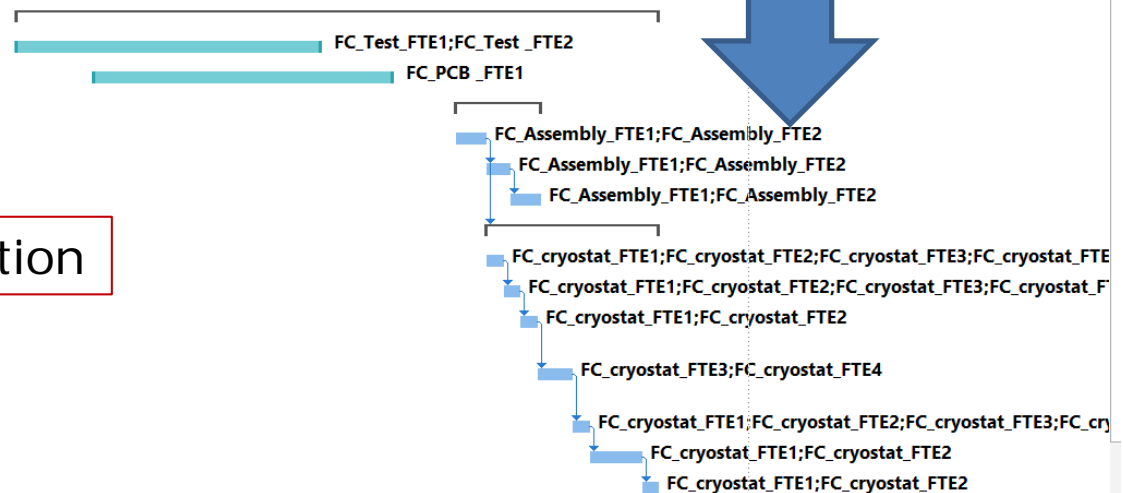 FC_Test_FTE1;FC_Test _FTE2
FC_PCB _FTE1
FC_Assembly_FTE1;FC_Assembly_FTE2
FC_Assembly_FTE1;FC_Assembly_FTE2
FC_Assembly_FTE1;FC_Assembly_FTE2
tion
FC_cryostat_FTE1;FC_cryostat_FTE2;FC_cryostat_FTE3;FC_cryostat_FTE
FC_cryostat_FTE1;FC_cryostat_FTE2;FC_cryostat_FTE3;FC_cryostat_F
FC_cryostat_FTE1;FC_cryostat_FTE2
FC_cryostat_FTE3;FC_cryostat_FTE4
FC_cryostat_FTE1;FC_cryostat_FTE2;FC_cryostat_FTE3;FC_cry
FC_cryostat_FTE1;FC_cryostat_FTE2
FC_cryostat_FTE1;FC_cryostat_FTE2